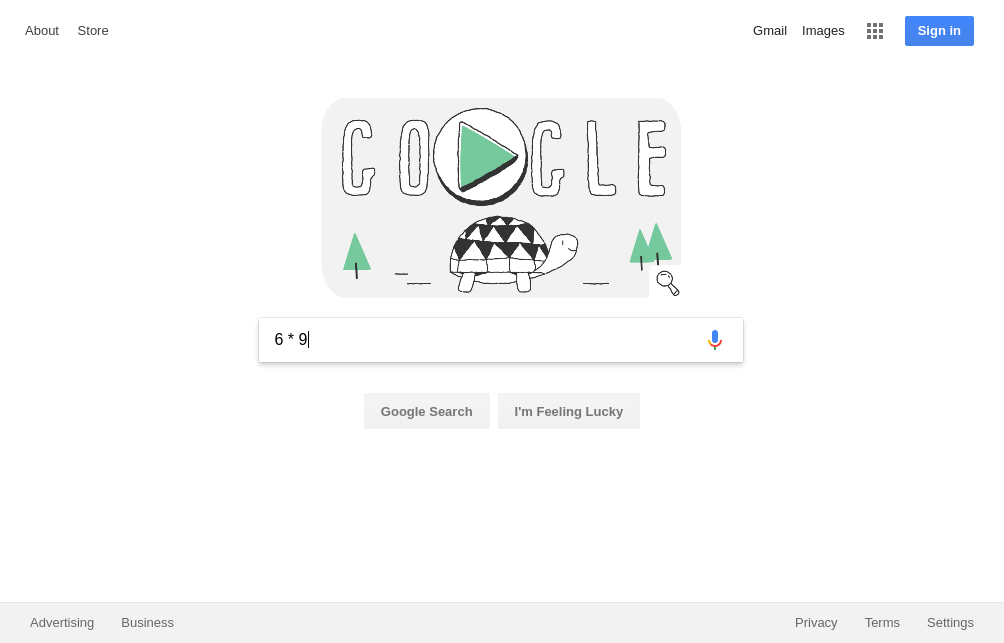 About Store Gmail Images Sign in
GOOGLE
6 * 9
Google Search I'm Feeling Lucky
Advertising Business Privacy Terms Settings